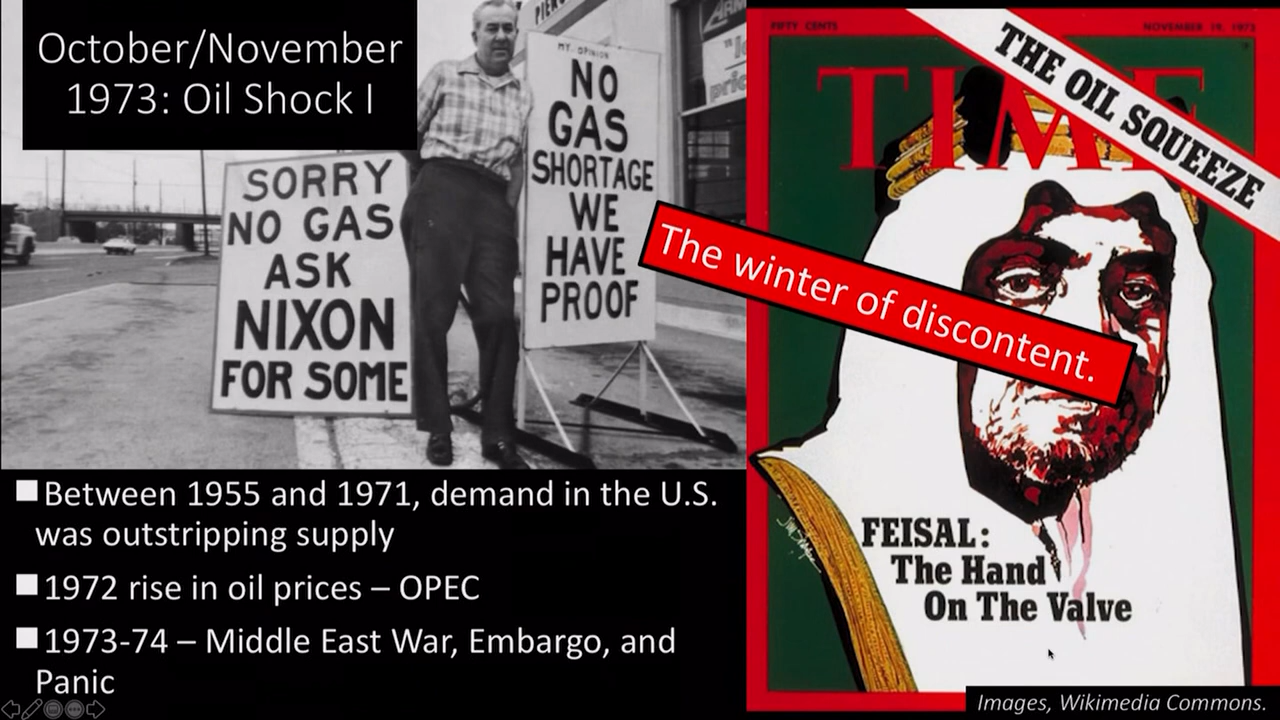 October/November
1973: Oil Shock I
SORRY
NO GAS
ASK
NIXON
FOR SOME
MY OPINION
NO
GAS
SHORTAGE
WE
HAVE
PROOF
FIFTY CENTS
NOVEMBER 19, 1973
TIME
THE OIL SQUEEZE
The winter of discontent.
FEISAL:
The Hand
On The Valve
Between 1955 and 1971, demand in the U.S.
was outstripping supply
1972 rise in oil prices – OPEC
1973-74 – Middle East War, Embargo, and
Panic
Images, Wikimedia Commons.